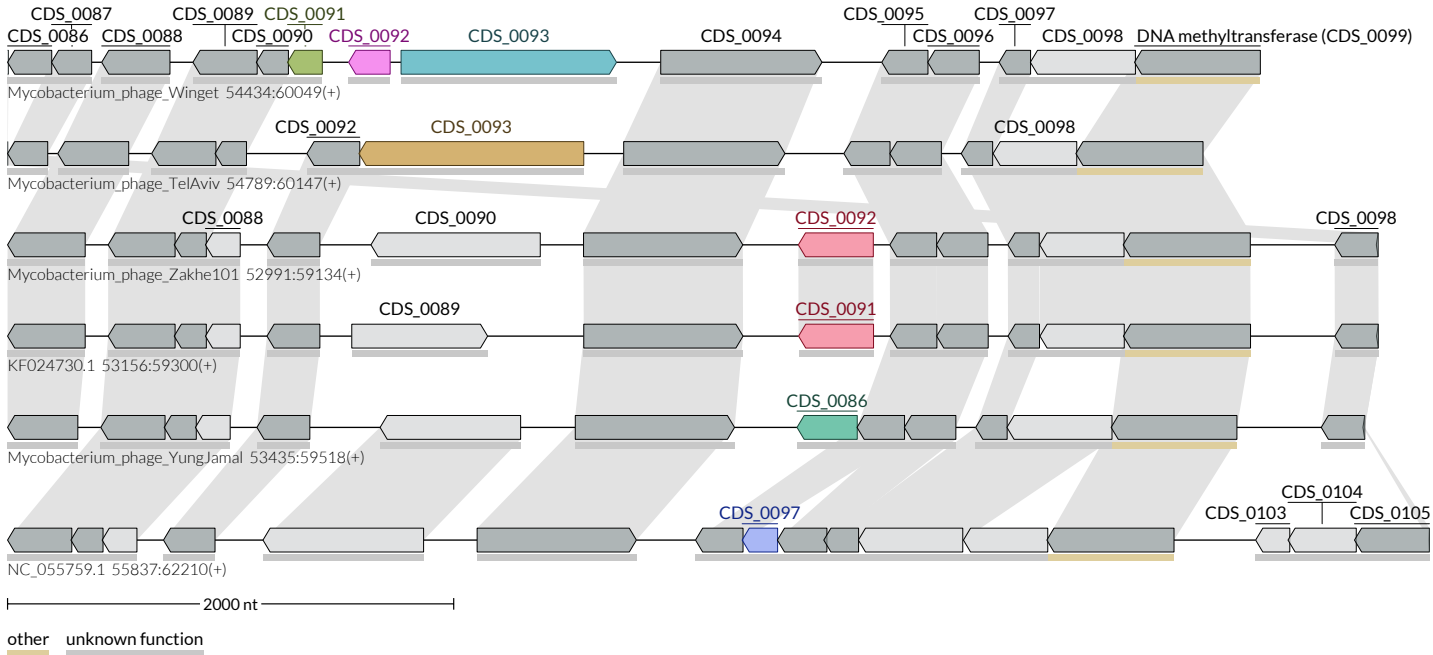 CDS_0087 CDS_0089 CDS_0091 CDS_0095 CDS_0097
CDS_0086 CDS_0088 CDS_0090 CDS_0092 CDS_0093 CDS_0094 CDS_0096 CDS_0098 DNA methyltransferase (CDS_0099)
Mycobacterium_phage_Winget 54434:60049(+)
CDS_0092 CDS_0093 CDS_0098
Mycobacterium_phage_TelAviv 54789:60147(+)
CDS_0088 CDS_0090 CDS_0092 CDS_0098
Mycobacterium_phage_Zakhe101 52991:59134(+)
CDS_0089 CDS_0091
KF024730.1 53156:59300(+)
CDS_0086
Mycobacterium_phage_YungJamal 53435:59518(+)
CDS_0104
CDS_0097 CDS_0103 CDS_0105
NC_055759.1 55837:62210(+)
2000 nt
other unknown function